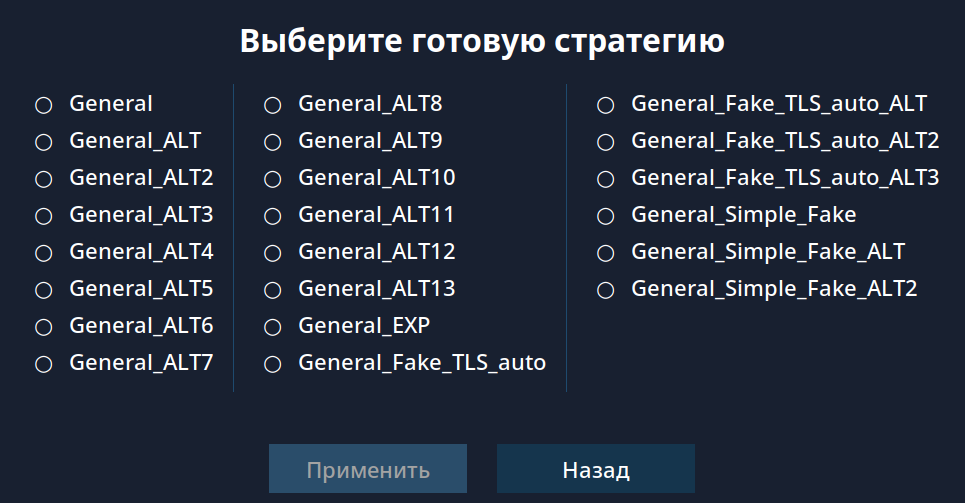 Выберите готовую стратегию
General
General_ALT
General_ALT2
General_ALT3
General_ALT4
General_ALT5
General_ALT6
General_ALT7
General_ALT8
General_ALT9
General_ALT10
General_ALT11
General_ALT12
General_ALT13
General_EXP
General_Fake_TLS_auto
General_Fake_TLS_auto_ALT
General_Fake_TLS_auto_ALT2
General_Fake_TLS_auto_ALT3
General_Simple_Fake
General_Simple_Fake_ALT
General_Simple_Fake_ALT2
Применить
Назад